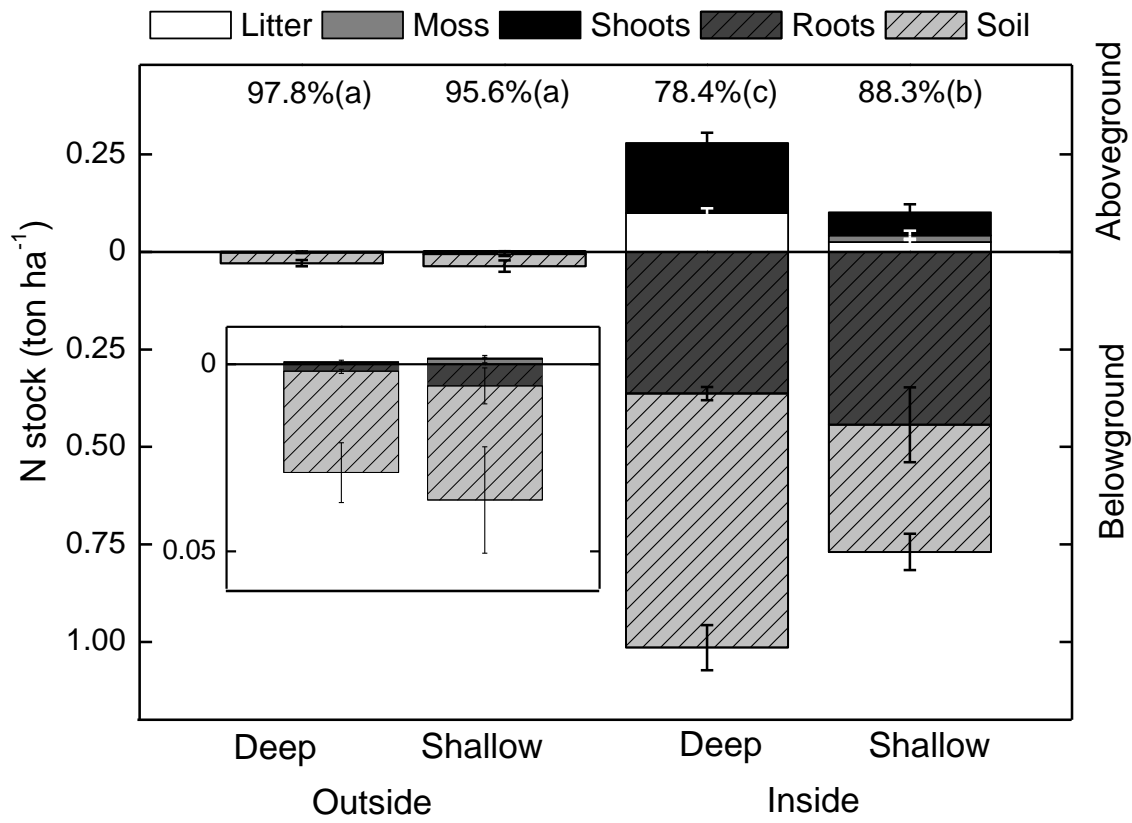 Litter Moss Shoots Roots Soil
97.8%(a) 95.6%(a) 78.4%(c) 88.3%(b)
Aboveground
Belowground
N stock (ton ha⁻¹)
0.25
0
0.25
0.50
0.75
1.00
0
0.05
Deep Shallow Deep Shallow
Outside Inside